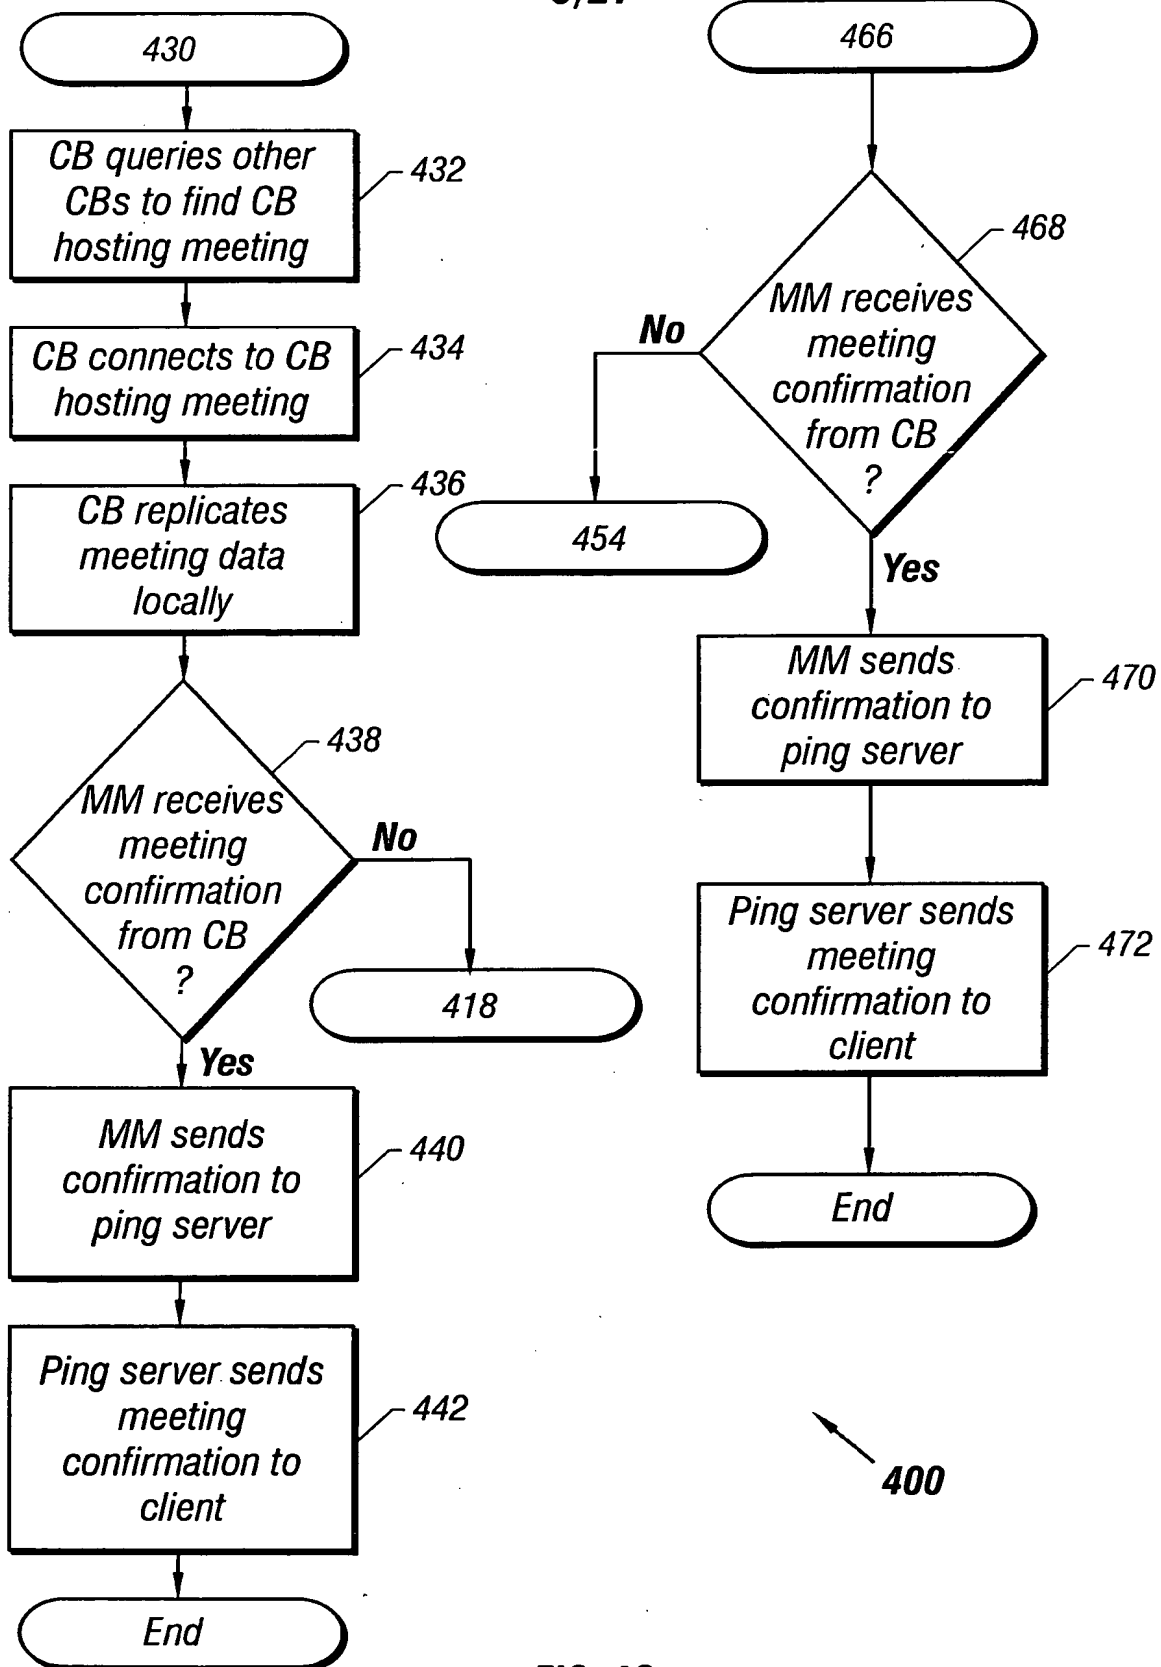 430
CB queries other
CBs to find CB
hosting meeting
432
CB connects to CB
hosting meeting
434
CB replicates
meeting data
locally
436
MM receives
meeting
confirmation
from CB
?
438
No
418
Yes
MM sends
confirmation to
ping server
440
Ping server sends
meeting
confirmation to
client
442
End
466
MM receives
meeting
confirmation
from CB
?
468
No
454
Yes
MM sends
confirmation to
ping server
470
Ping server sends
meeting
confirmation to
client
472
End
400